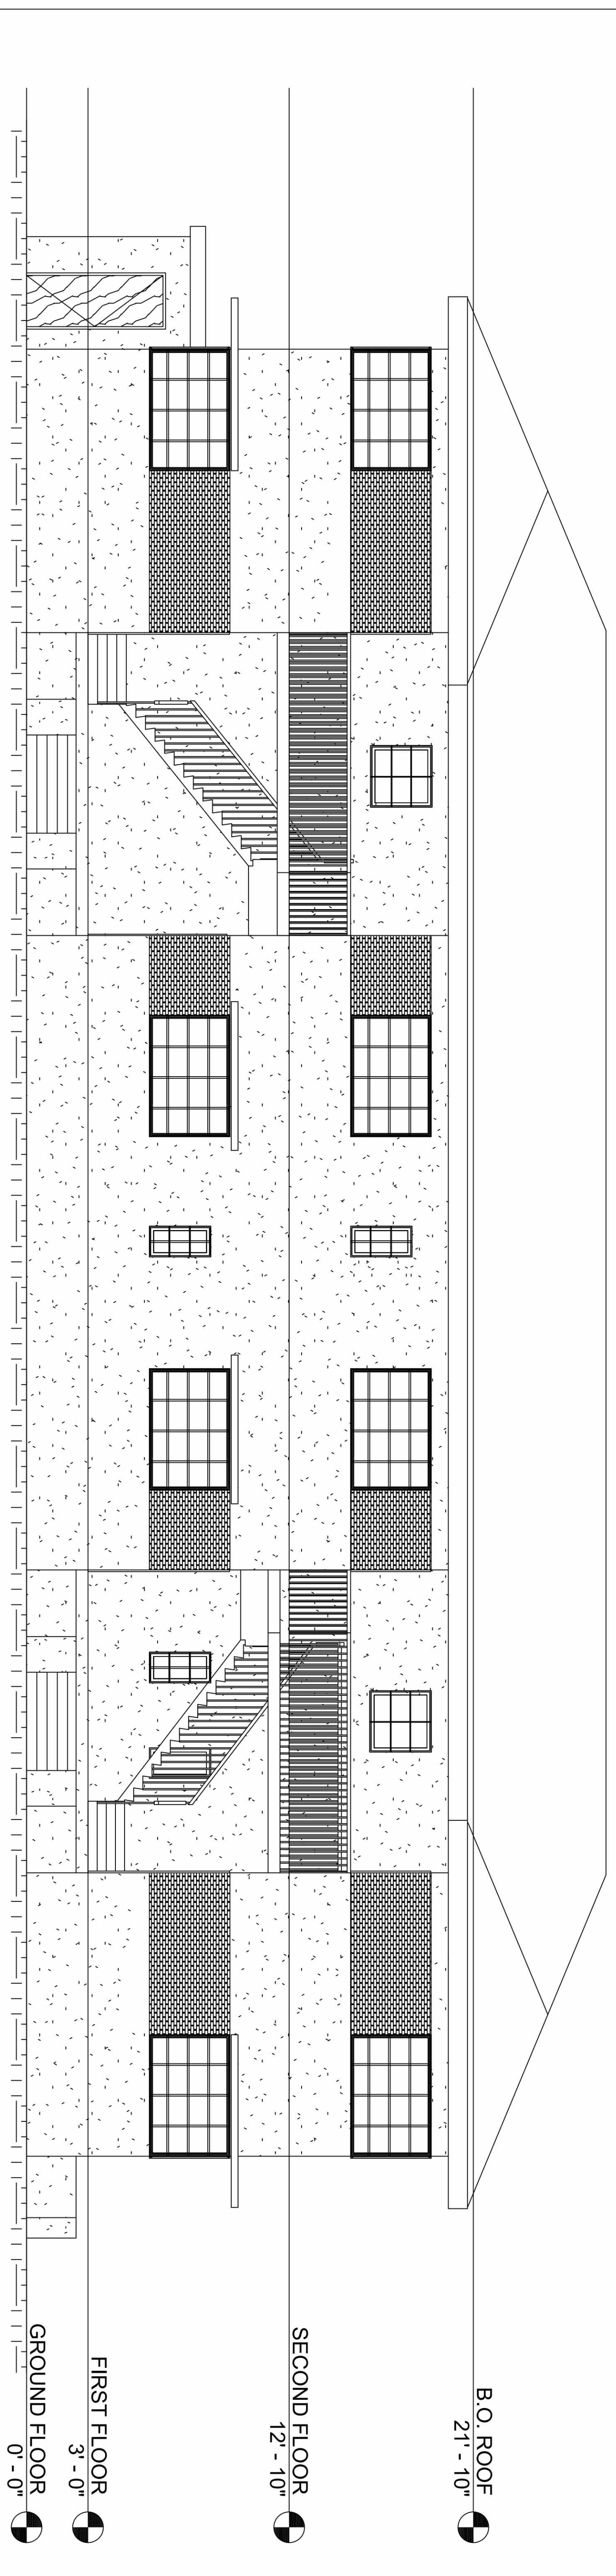 B.O. ROOF
21' - 10"
SECOND FLOOR
12' - 10"
FIRST FLOOR
3' - 0"
GROUND FLOOR
0' - 0"